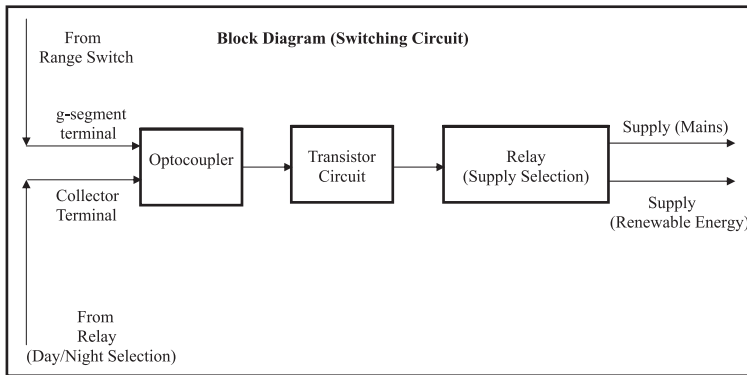 Block Diagram (Switching Circuit)
From
Range Switch
g-segment
terminal
Optocoupler
Transistor
Circuit
Relay
(Supply Selection)
Supply (Mains)
Collector
Terminal
Supply
(Renewable Energy)
From
Relay
(Day/Night Selection)